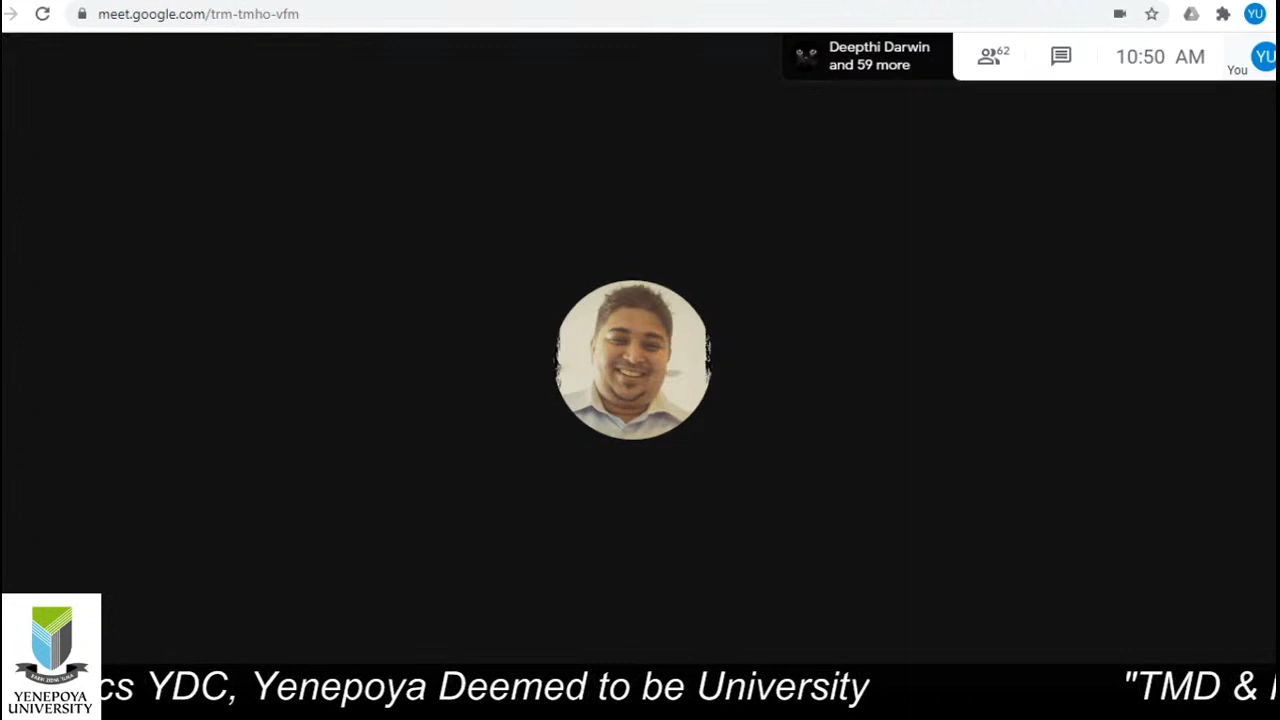 meet.google.com/trm-tmho-vfm
YU
Deepthi Darwin
and 59 more
62
10:50 AM
You
YU
YENEPOYA
UNIVERSITY
cs YDC, Yenepoya Deemed to be University
"TMD &